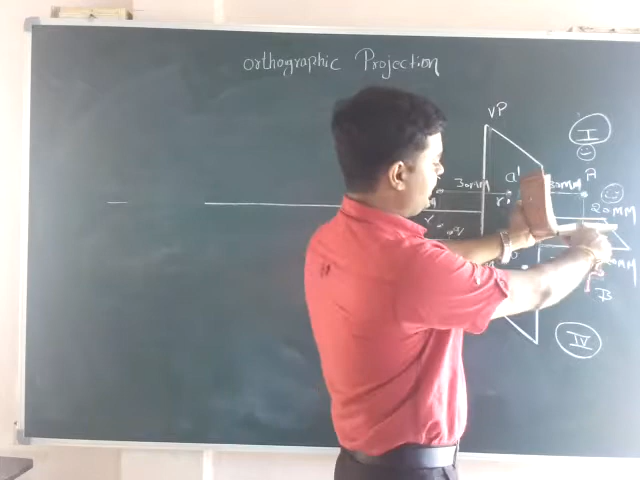 orthographic Projection
VP
I
30MM a' 30MM A
20MM
B
IV